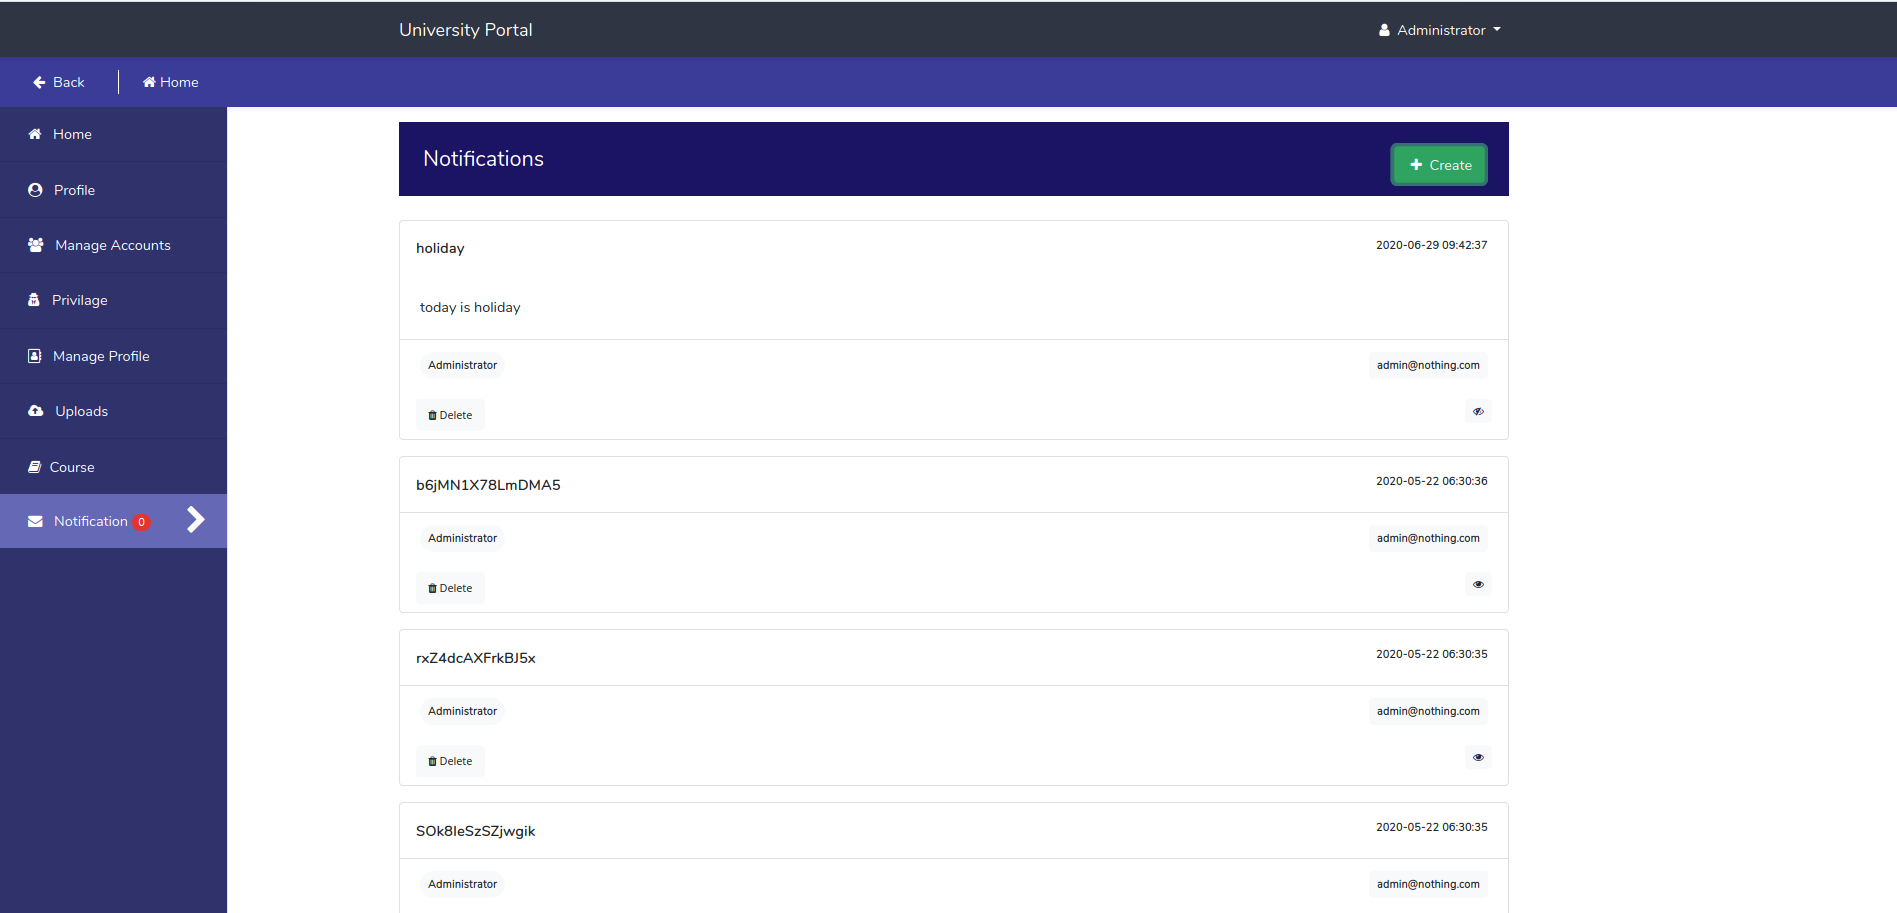 University Portal
Administrator
Back
Home
Home
Profile
Manage Accounts
Privilage
Manage Profile
Uploads
Course
Notification 0
Notifications
Create
holiday
2020-06-29 09:42:37
today is holiday
Administrator
admin@nothing.com
Delete
b6jMN1X78LmDMA5
2020-05-22 06:30:36
Administrator
admin@nothing.com
Delete
rxZ4dcAXFrkBJ5x
2020-05-22 06:30:35
Administrator
admin@nothing.com
Delete
SOk8leSzSZjwgik
2020-05-22 06:30:35
Administrator
admin@nothing.com